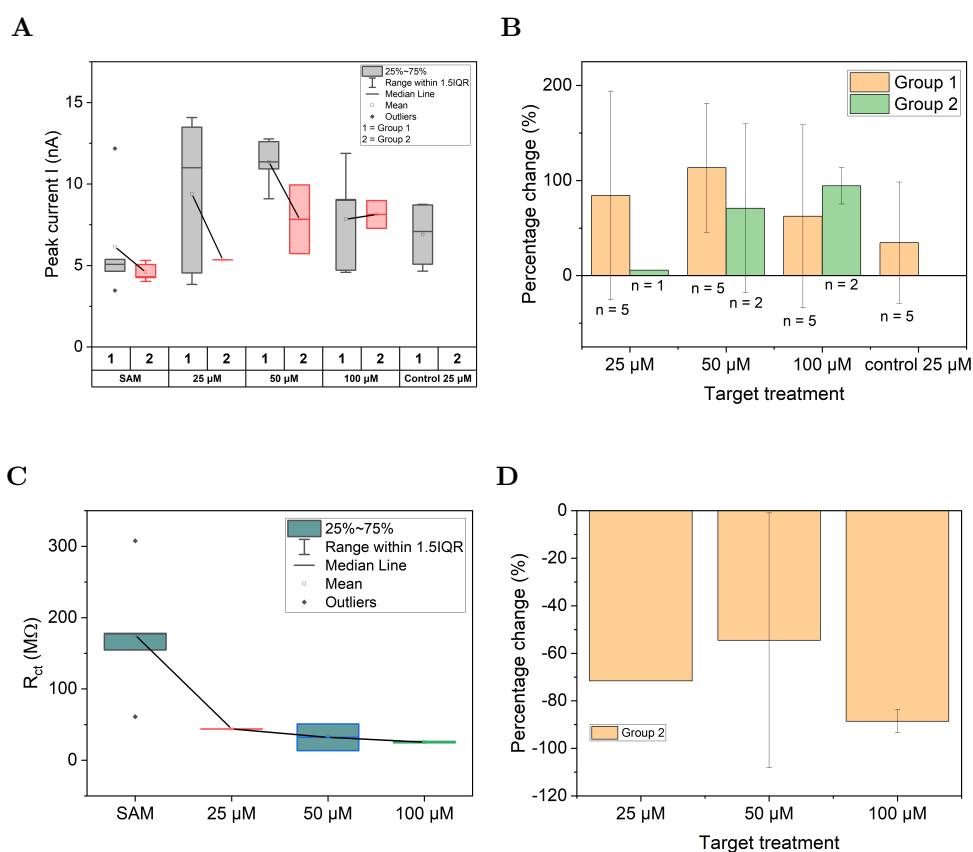 A
Peak current I (nA)
15
10
5
0
25%~75%
Range within 1.5IQR
Median Line
Mean
Outliers
1 = Group 1
2 = Group 2
1 2 1 2 1 2 1 2 1 2
SAM 25 µM 50 µM 100 µM Control 25 µM
B
Percentage change (%)
200
100
0
Group 1
Group 2
n = 5
n = 1
n = 5
n = 2
n = 5
n = 2
n = 5
25 µM 50 µM 100 µM control 25 µM
Target treatment
C
Rct (MΩ)
300
200
100
0
25%~75%
Range within 1.5IQR
Median Line
Mean
Outliers
SAM 25 µM 50 µM 100 µM
D
Percentage change (%)
0
-20
-40
-60
-80
-100
-120
Group 2
25 µM 50 µM 100 µM
Target treatment